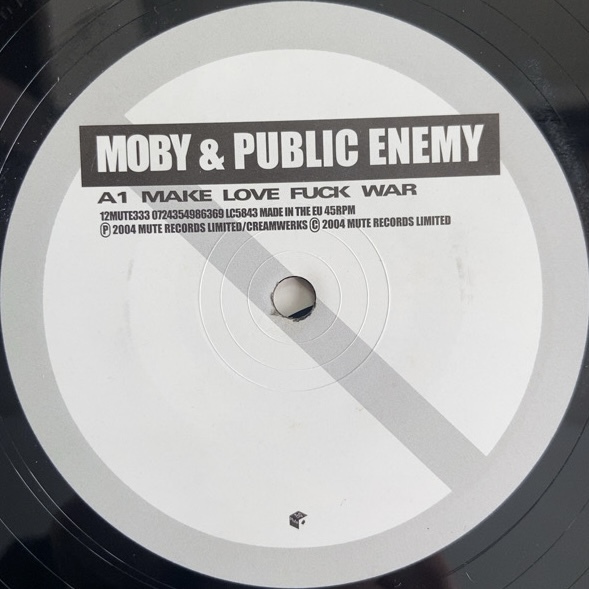 MOBY & PUBLIC ENEMY
A1 MAKE LOVE FUCK WAR
12MUTE333 0724354986369 LC5843 MADE IN THE EU 45RPM
Ⓟ 2004 MUTE RECORDS LIMITED/CREAMWERKS © 2004 MUTE RECORDS LIMITED